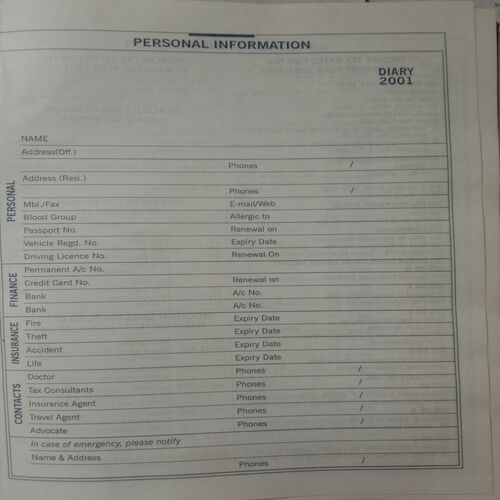 PERSONAL INFORMATION
DIARY
2001
NAME
Address(Off.)
Phones /
Address (Resi.)
Phones /
PERSONAL
Mbl./Fax E-mail/Web
Blood Group Allergic to
Passport No. Renewal on
Vehicle Regd. No. Expiry Date
Driving Licence No. Renewal On
FINANCE
Permanent A/c No.
Credit Card No. Renewal on
Bank A/c No.
Bank A/c No.
INSURANCE
Fire Expiry Date
Theft Expiry Date
Accident Expiry Date
Life Expiry Date
CONTACTS
Doctor Phones /
Tax Consultants Phones /
Insurance Agent Phones /
Travel Agent Phones /
Advocate Phones /
In case of emergency, please notify
Name & Address
Phones /